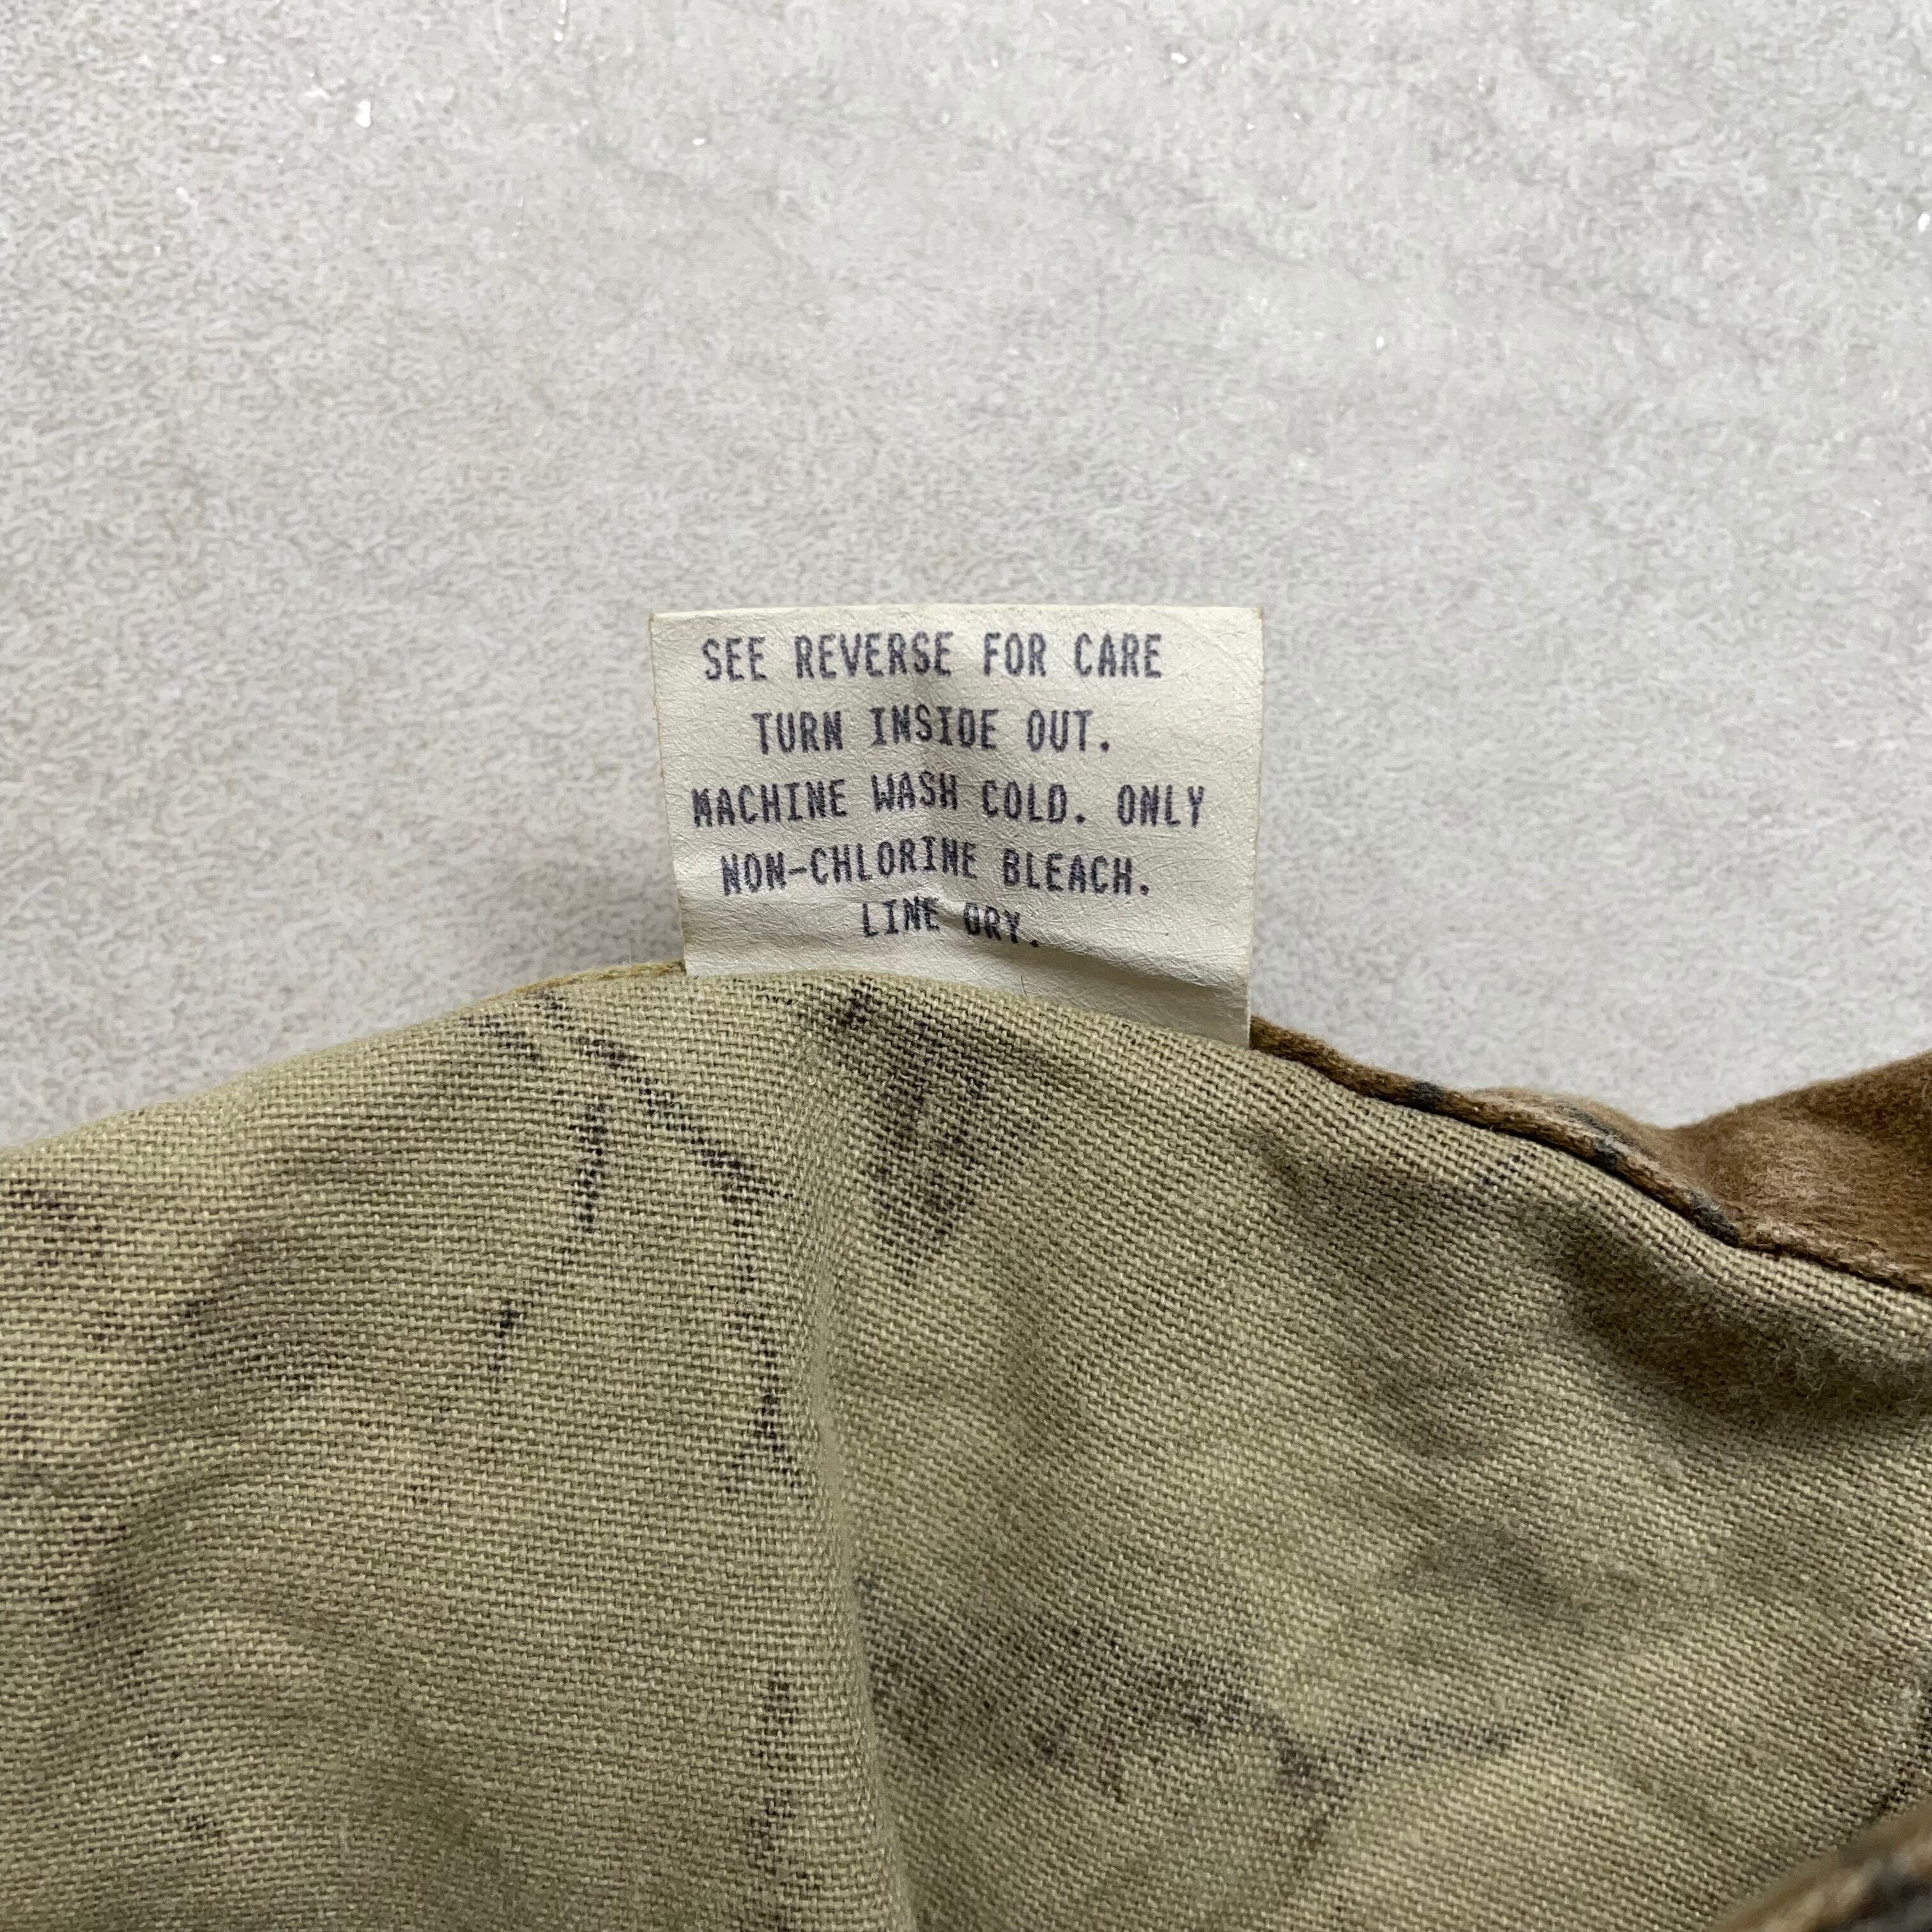 SEE REVERSE FOR CARE
TURN INSIDE OUT.
MACHINE WASH COLD. ONLY
NON-CHLORINE BLEACH.
LINE DRY.